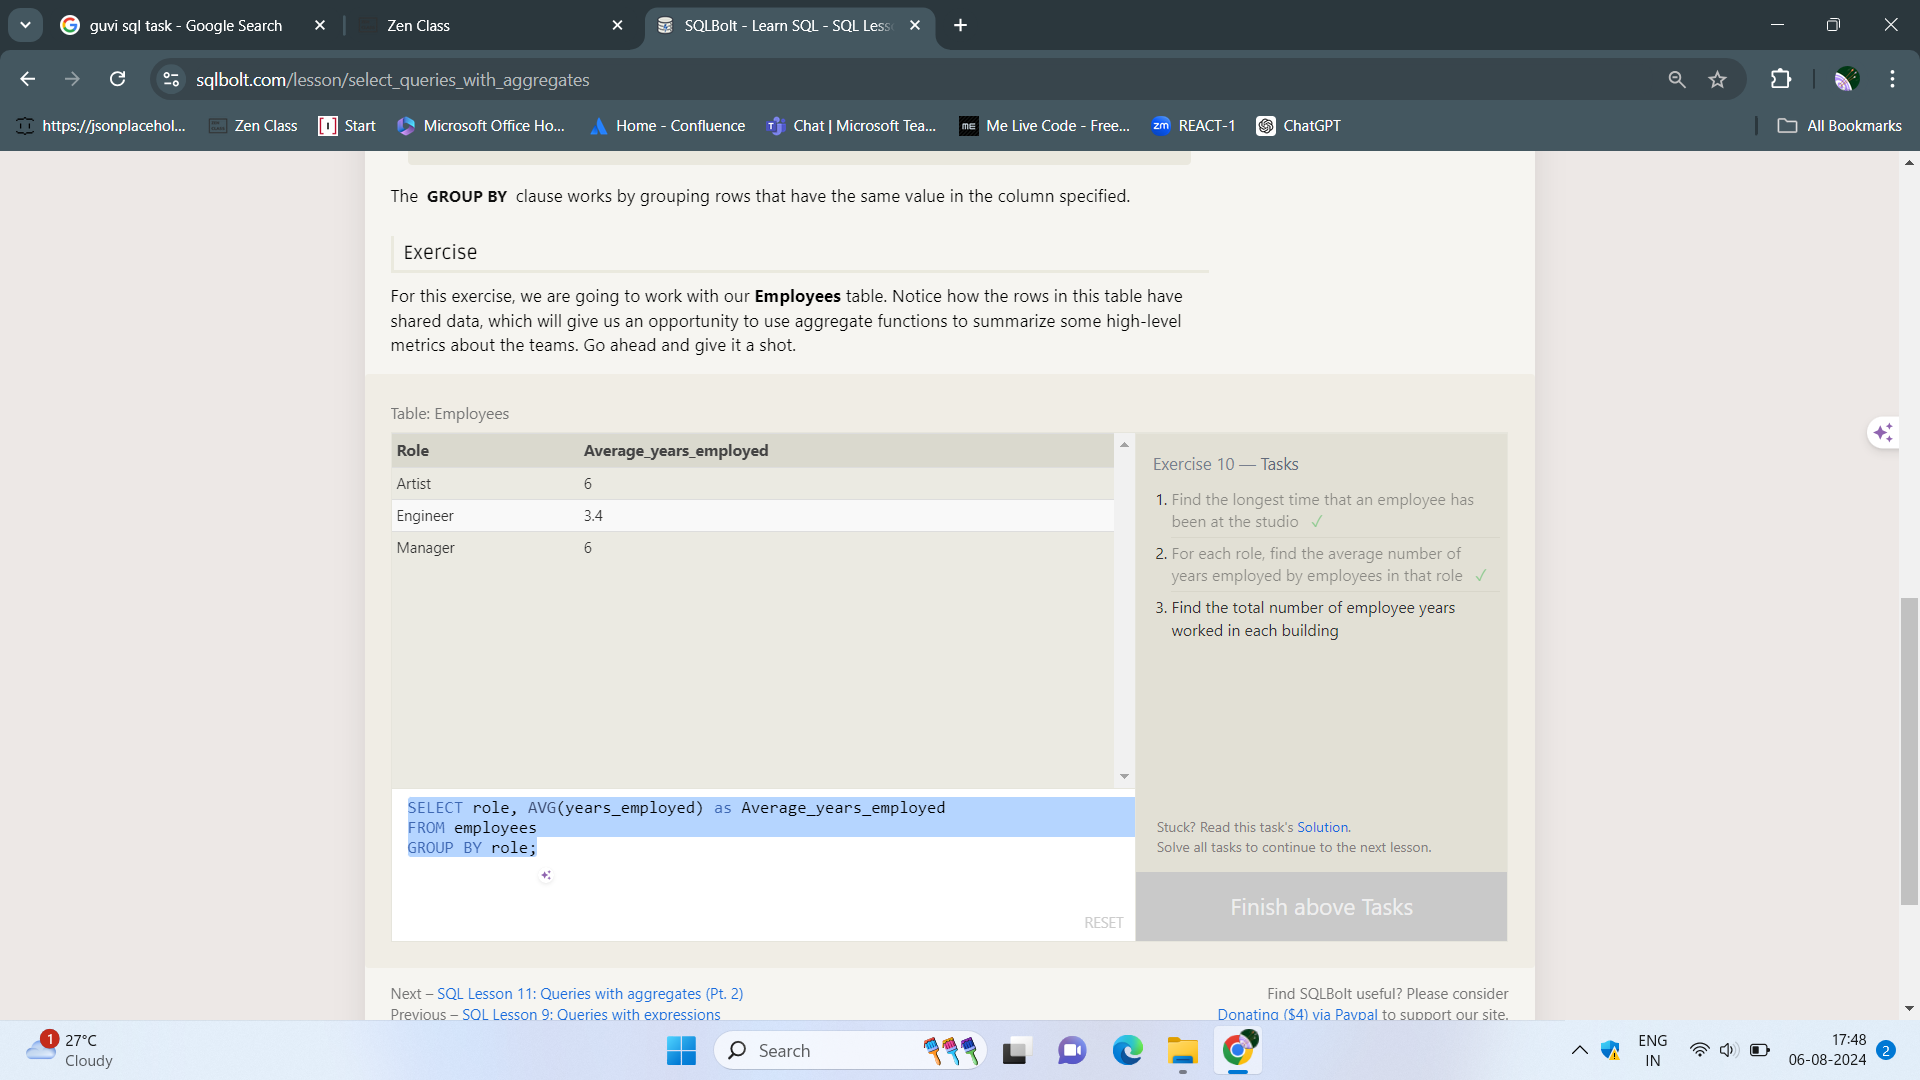 guvi sql task - Google Search
Zen Class
SQLBolt - Learn SQL - SQL Less
sqlbolt.com/lesson/select_queries_with_aggregates
https://jsonplacehol...
Zen Class
Start
Microsoft Office Ho...
Home - Confluence
Chat | Microsoft Tea...
ME
Me Live Code - Free...
zm
REACT-1
ChatGPT
All Bookmarks
The GROUP BY clause works by grouping rows that have the same value in the column specified.
Exercise
For this exercise, we are going to work with our Employees table. Notice how the rows in this table have
shared data, which will give us an opportunity to use aggregate functions to summarize some high-level
metrics about the teams. Go ahead and give it a shot.
Table: Employees
Role Average_years_employed
Artist 6
Engineer 3.4
Manager 6
SELECT role, AVG(years_employed) as Average_years_employed
FROM employees
GROUP BY role;
RESET
Exercise 10 — Tasks
1. Find the longest time that an employee has
been at the studio ✓
2. For each role, find the average number of
years employed by employees in that role ✓
3. Find the total number of employee years
worked in each building
Stuck? Read this task's Solution.
Solve all tasks to continue to the next lesson.
Finish above Tasks
Next – SQL Lesson 11: Queries with aggregates (Pt. 2)
Previous – SQL Lesson 9: Queries with expressions
Find SQLBolt useful? Please consider
Donating ($4) via Paypal to support our site.
1
27°C
Cloudy
Search
ENG
IN
17:48
06-08-2024
2